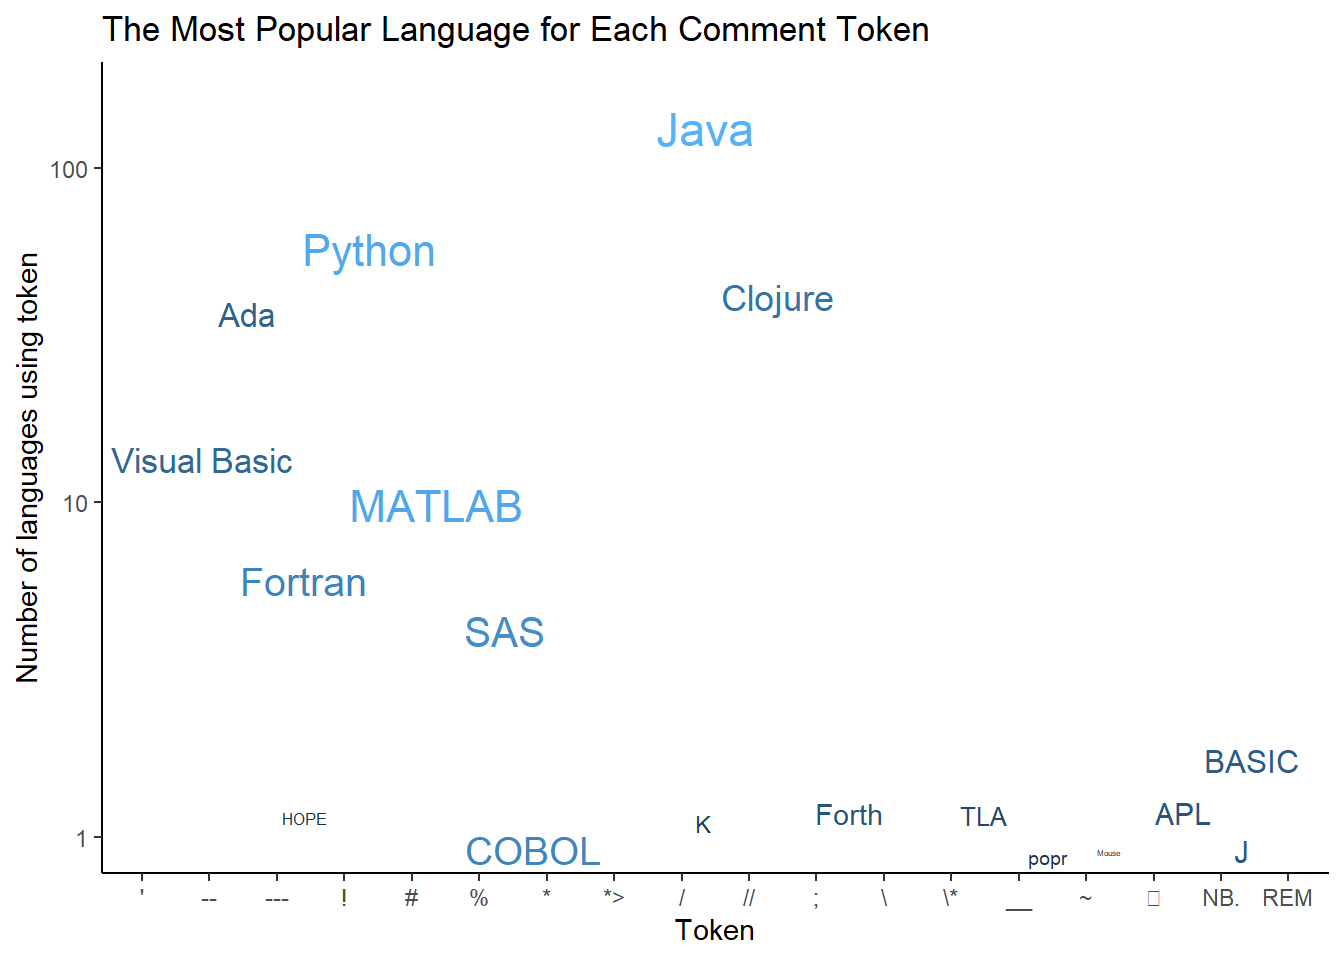 The Most Popular Language for Each Comment Token
Number of languages using token
100
10
1
Java
Python
Clojure
Ada
Visual Basic
MATLAB
Fortran
SAS
BASIC
HOPE
K
Forth
TLA
APL
COBOL
popr
Mouse
J
' -- --- ! # % * *> / // ; \ \* __ ~ NB. REM
Token